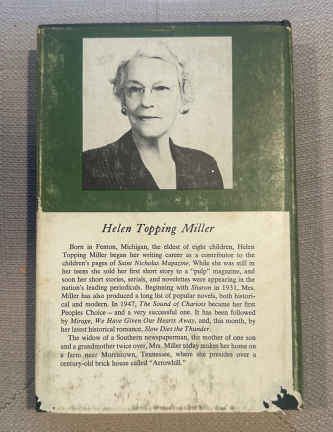 Helen Topping Miller
Born in Fenton, Michigan, the eldest of eight children, Helen
Topping Miller began her writing career as a contributor to the
children's pages of Saint Nicholas Magazine. While she was still in
her teens she sold her first short story to a "pulp" magazine, and
soon her short stories, serials, and novelettes were appearing in the
nation's leading periodicals. Beginning with Sharon in 1931, Mrs.
Miller has also produced a long list of popular novels, both histori-
cal and modern. In 1947, The Sound of Chariots became her first
Peoples Choice—and a very successful one. It has been followed
by Mirage, We Have Given Our Hearts Away, and, this month, by
her latest historical romance, Slow Dies the Thunder.
The widow of a Southern newspaperman, the mother of one son
and a grandmother twice over, Mrs. Miller today makes her home on
a farm near Morristown, Tennessee, where she presides over a
century-old brick house called "Arrowhill."